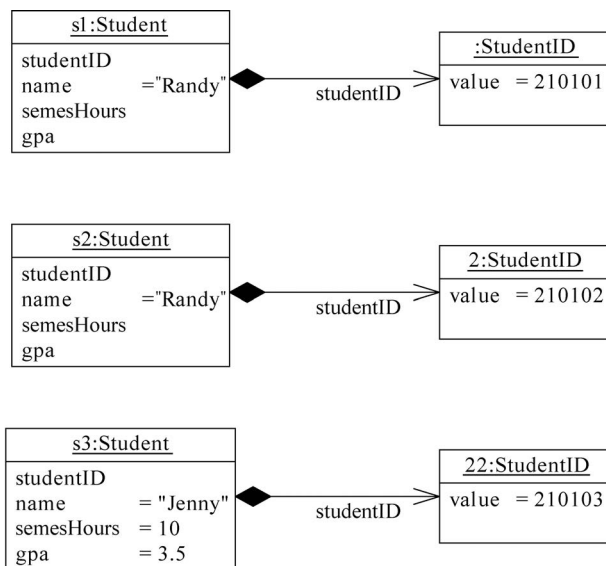 s1:Student
studentID
name ="Randy"
semesHours
gpa
studentID
:StudentID
value = 210101
s2:Student
studentID
name ="Randy"
semesHours
gpa
studentID
2:StudentID
value = 210102
s3:Student
studentID
name = "Jenny"
semesHours = 10
gpa = 3.5
studentID
22:StudentID
value = 210103